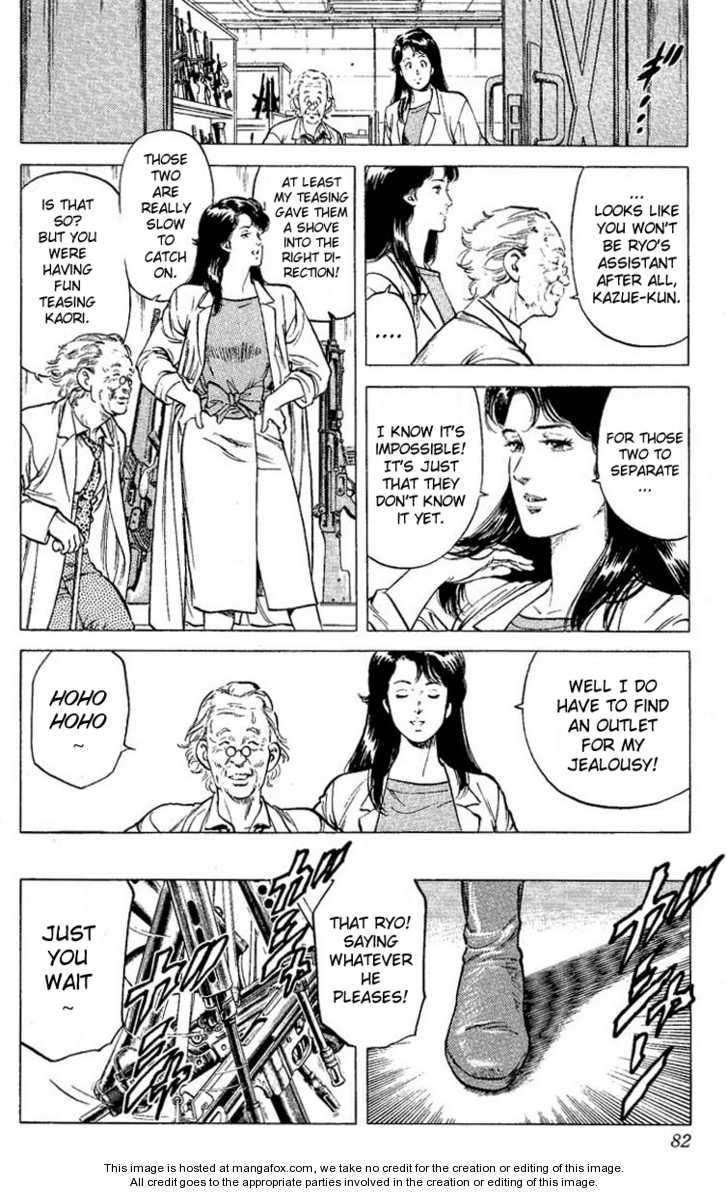 ギ…
...
LOOKS LIKE
YOU WON'T
BE RYO'S
ASSISTANT
AFTER ALL,
KAZUE-KUN.
....
AT LEAST
MY TEASING
GAVE THEM
A SHOVE
INTO THE
RIGHT DI-
RECTION!
THOSE
TWO
ARE
REALLY
SLOW
TO
CATCH
ON.
IS THAT
SO?
BUT YOU
WERE
HAVING
FUN
TEASING
KAORI.
FOR THOSE
TWO TO
SEPARATE
...
I KNOW IT'S
IMPOSSIBLE!
IT'S JUST
THAT THEY
DON'T KNOW
IT YET.
WELL I DO
HAVE TO FIND
AN OUTLET
FOR MY
JEALOUSY!
HOHO
HOHO
~
THAT RYO!
SAYING
WHATEVER
HE
PLEASES!
JUST
YOU
WAIT
~
82
This image is hosted at mangafox.com, we take no credit for the creation or editing of this image.
All credit goes to the appropriate parties involved in the creation or editing of this image.